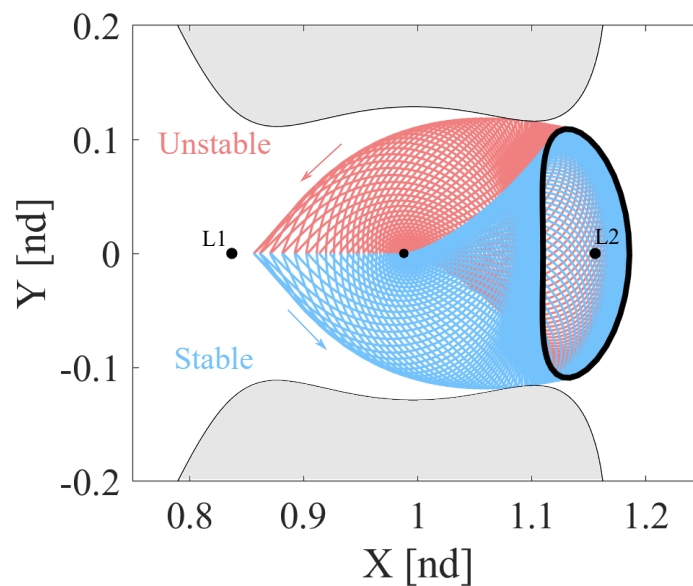 0.2
Unstable
0.1
L1
L2
0
Y [nd]
Stable
-0.1
-0.2
0.8 0.9 1 1.1 1.2
X [nd]